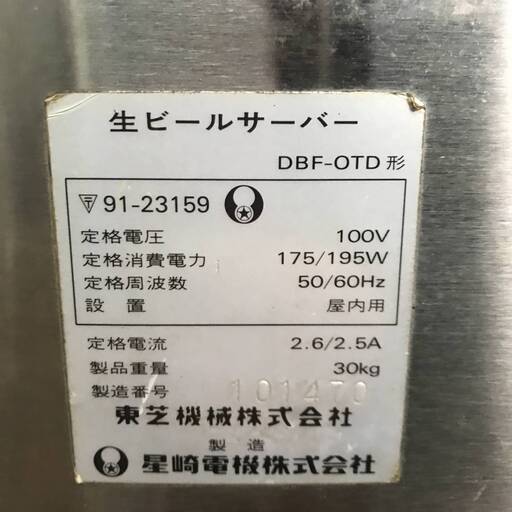 生ビールサーバー
DBF-OTD 形
〒 91-23159
定格電圧 100V
定格消費電力 175/195W
定格周波数 50/60Hz
設置 屋内用
定格電流 2.6/2.5A
製品重量 30kg
製造番号 101470
東芝機械株式会社
製造
星崎電機株式会社